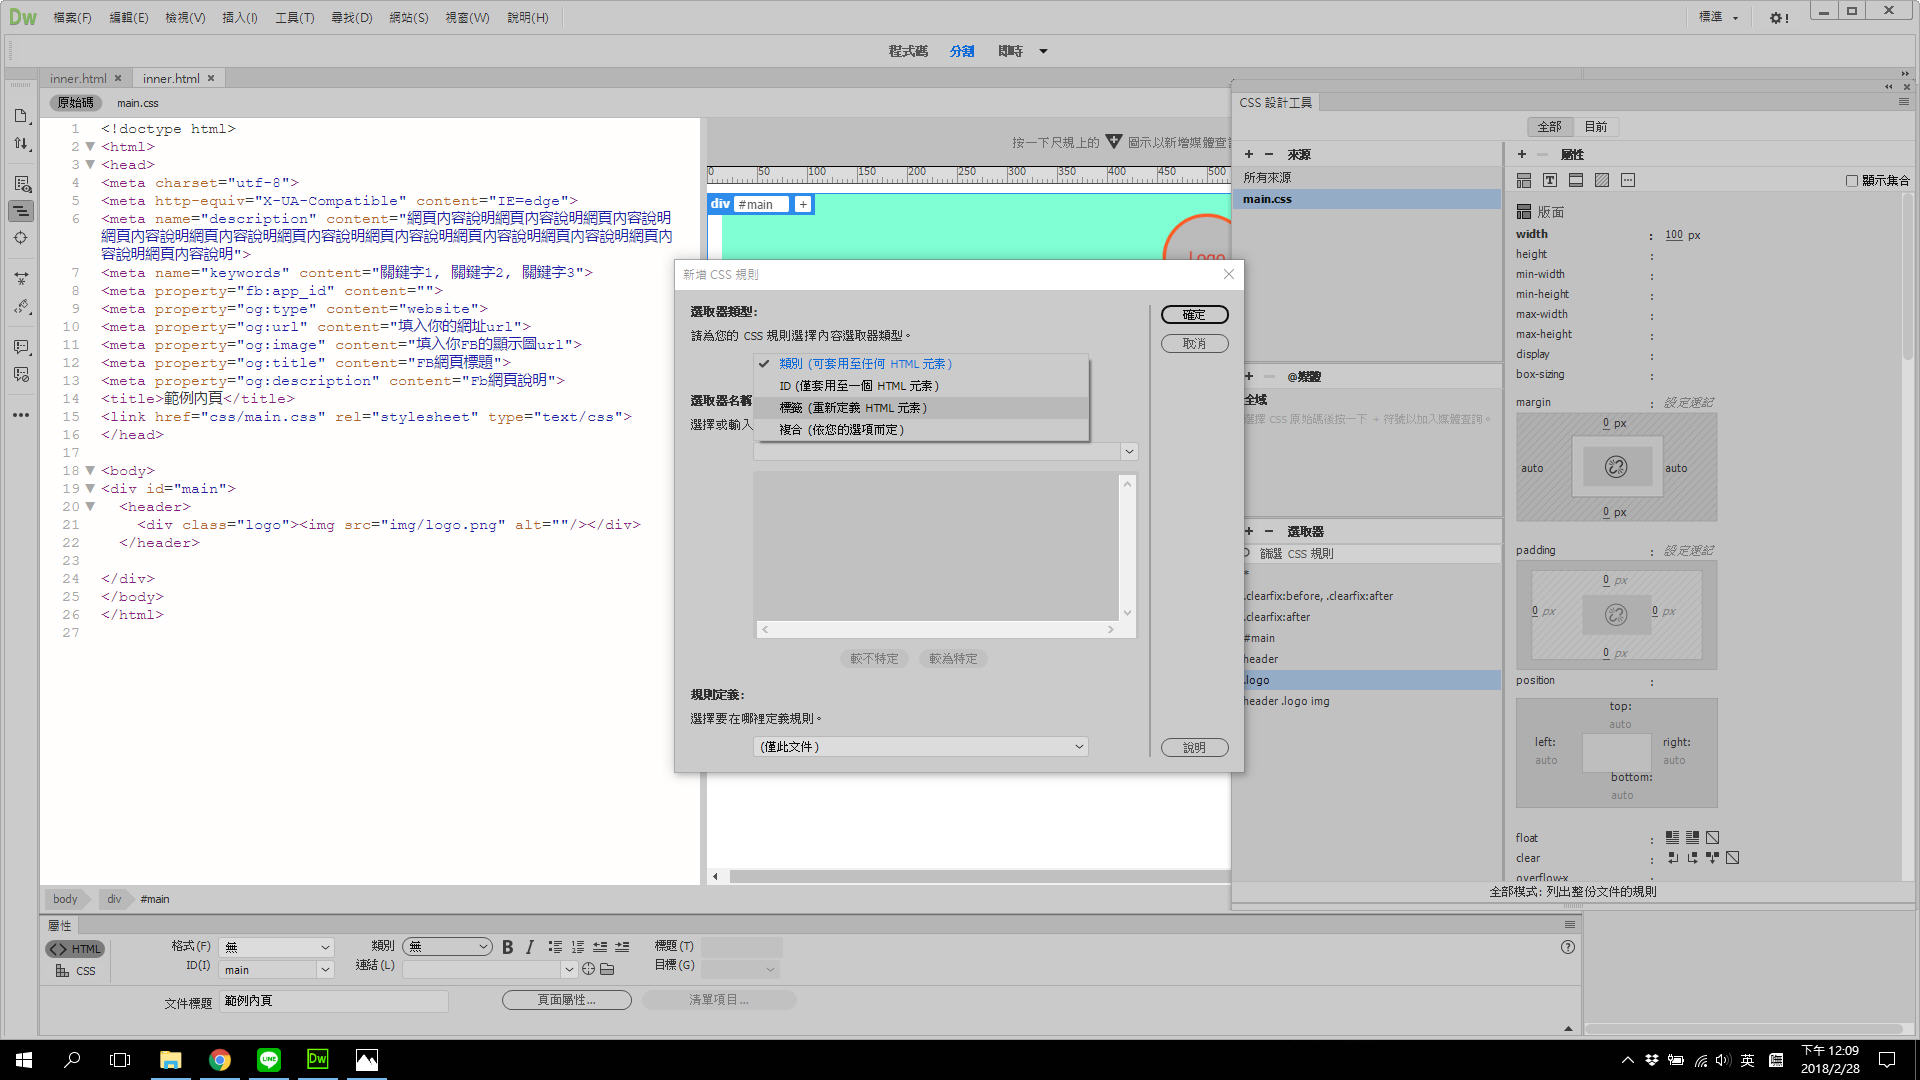 Dw 檔案(F) 編輯(E) 檢視(V) 插入(I) 工具(T) 尋找(D) 網站(S) 視窗(W) 說明(H) 標準
程式碼 分割 即時
inner.html × inner.html ×
原始碼 main.css
1 <!doctype html>
2 <html>
3 <head>
4 <meta charset="utf-8">
5 <meta http-equiv="X-UA-Compatible" content="IE=edge">
6 <meta name="description" content="網頁內容說明網頁內容說明網頁內容說明
網頁內容說明網頁內容說明網頁內容說明網頁內容說明網頁內容說明網頁內容說明網頁內
容說明網頁內容說明">
7 <meta name="keywords" content="關鍵字1, 關鍵字2, 關鍵字3">
8 <meta property="fb:app_id" content="">
9 <meta property="og:type" content="website">
10 <meta property="og:url" content="填入你的網址url">
11 <meta property="og:image" content="填入你FB的顯示圖url">
12 <meta property="og:title" content="FB網頁標題">
13 <meta property="og:description" content="Fb網頁說明">
14 <title>範例內頁</title>
15 <link href="css/main.css" rel="stylesheet" type="text/css">
16 </head>
17
18 <body>
19 <div id="main">
20 <header>
21 <div class="logo"><img src="img/logo.png" alt=""/></div>
22 </header>
23
24 </div>
25 </body>
26 </html>
27
按一下尺規上的 圖示以新增媒體查
0 50 100 150 200 250 300 350 400 450 500
div #main +
Logo
新增 CSS 規則
選取器類型:
請為您的 CSS 規則選擇內容選取器類型。
類別 (可套用至任何 HTML 元素)
ID (僅套用至一個 HTML 元素)
標籤 (重新定義 HTML 元素)
複合 (依您的選項而定)
選取器名稱
選擇或輸入
較不特定 較為特定
規則定義:
選擇要在哪裡定義規則。
(僅此文件)
確定
取消
說明
CSS 設計工具
全部 目前
+ − 來源
所有來源
main.css
+ − @媒體
全域
選擇 CSS 原始碼後按一下 + 符號以加入媒體查詢。
+ − 選取器
篩選 CSS 規則
*
.clearfix:before, .clearfix:after
.clearfix:after
#main
header
.logo
header .logo img
+ − 屬性
顯示集合
版面
width : 100 px
height :
min-width :
min-height :
max-width :
max-height :
display :
box-sizing :
margin : 設定速記
0 px
auto auto
0 px
padding : 設定速記
0 px
0 px 0 px
0 px
position :
top:
auto
left: right:
auto auto
bottom:
auto
float :
clear :
overflow-x :
全部模式: 列出整份文件的規則
body div #main
屬性
<> HTML 格式(F) 無 類別 無 B I 標題(T)
CSS ID(I) main 連結(L) 目標(G)
文件標題 範例內頁 頁面屬性... 清單項目...
Dw
英
下午 12:09
2018/2/28